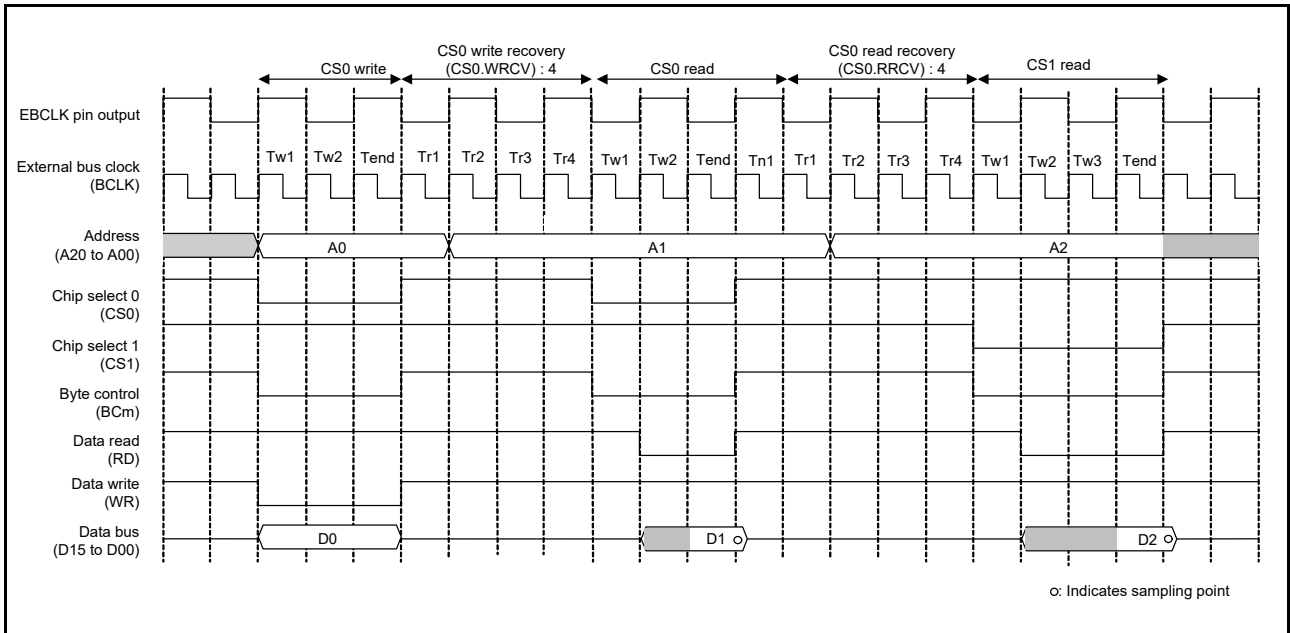 CS0 write
CS0 write recovery
(CS0.WRCV) : 4
CS0 read
CS0 read recovery
(CS0.RRCV) : 4
CS1 read
EBCLK pin output
External bus clock
(BCLK)
Tw1 Tw2 Tend Tr1 Tr2 Tr3 Tr4 Tw1 Tw2 Tend Tn1 Tr1 Tr2 Tr3 Tr4 Tw1 Tw2 Tw3 Tend
Address
(A20 to A00)
A0 A1 A2
Chip select 0
(CS0)
Chip select 1
(CS1)
Byte control
(BCm)
Data read
(RD)
Data write
(WR)
Data bus
(D15 to D00)
D0 D1 D2
o: Indicates sampling point